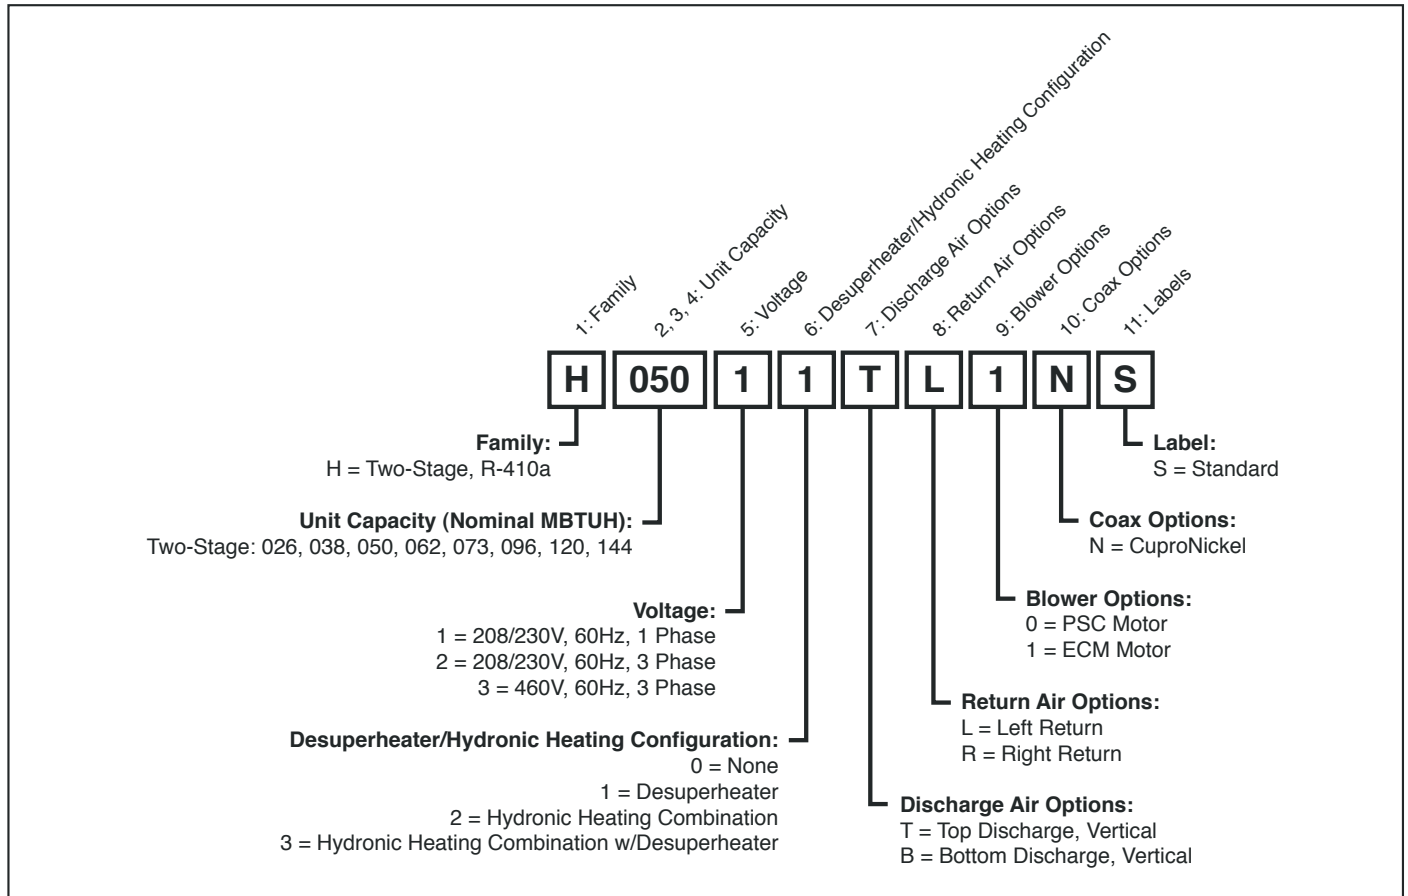 1: Family
2, 3, 4: Unit Capacity
5: Voltage
6: Desuperheater/Hydronic Heating Configuration
7: Discharge Air Options
8: Return Air Options
9: Blower Options
10: Coax Options
11: Labels
H 050 1 1 T L 1 N S
Family:
H = Two-Stage, R-410a
Unit Capacity (Nominal MBTUH):
Two-Stage: 026, 038, 050, 062, 073, 096, 120, 144
Voltage:
1 = 208/230V, 60Hz, 1 Phase
2 = 208/230V, 60Hz, 3 Phase
3 = 460V, 60Hz, 3 Phase
Desuperheater/Hydronic Heating Configuration:
0 = None
1 = Desuperheater
2 = Hydronic Heating Combination
3 = Hydronic Heating Combination w/Desuperheater
Label:
S = Standard
Coax Options:
N = CuproNickel
Blower Options:
0 = PSC Motor
1 = ECM Motor
Return Air Options:
L = Left Return
R = Right Return
Discharge Air Options:
T = Top Discharge, Vertical
B = Bottom Discharge, Vertical